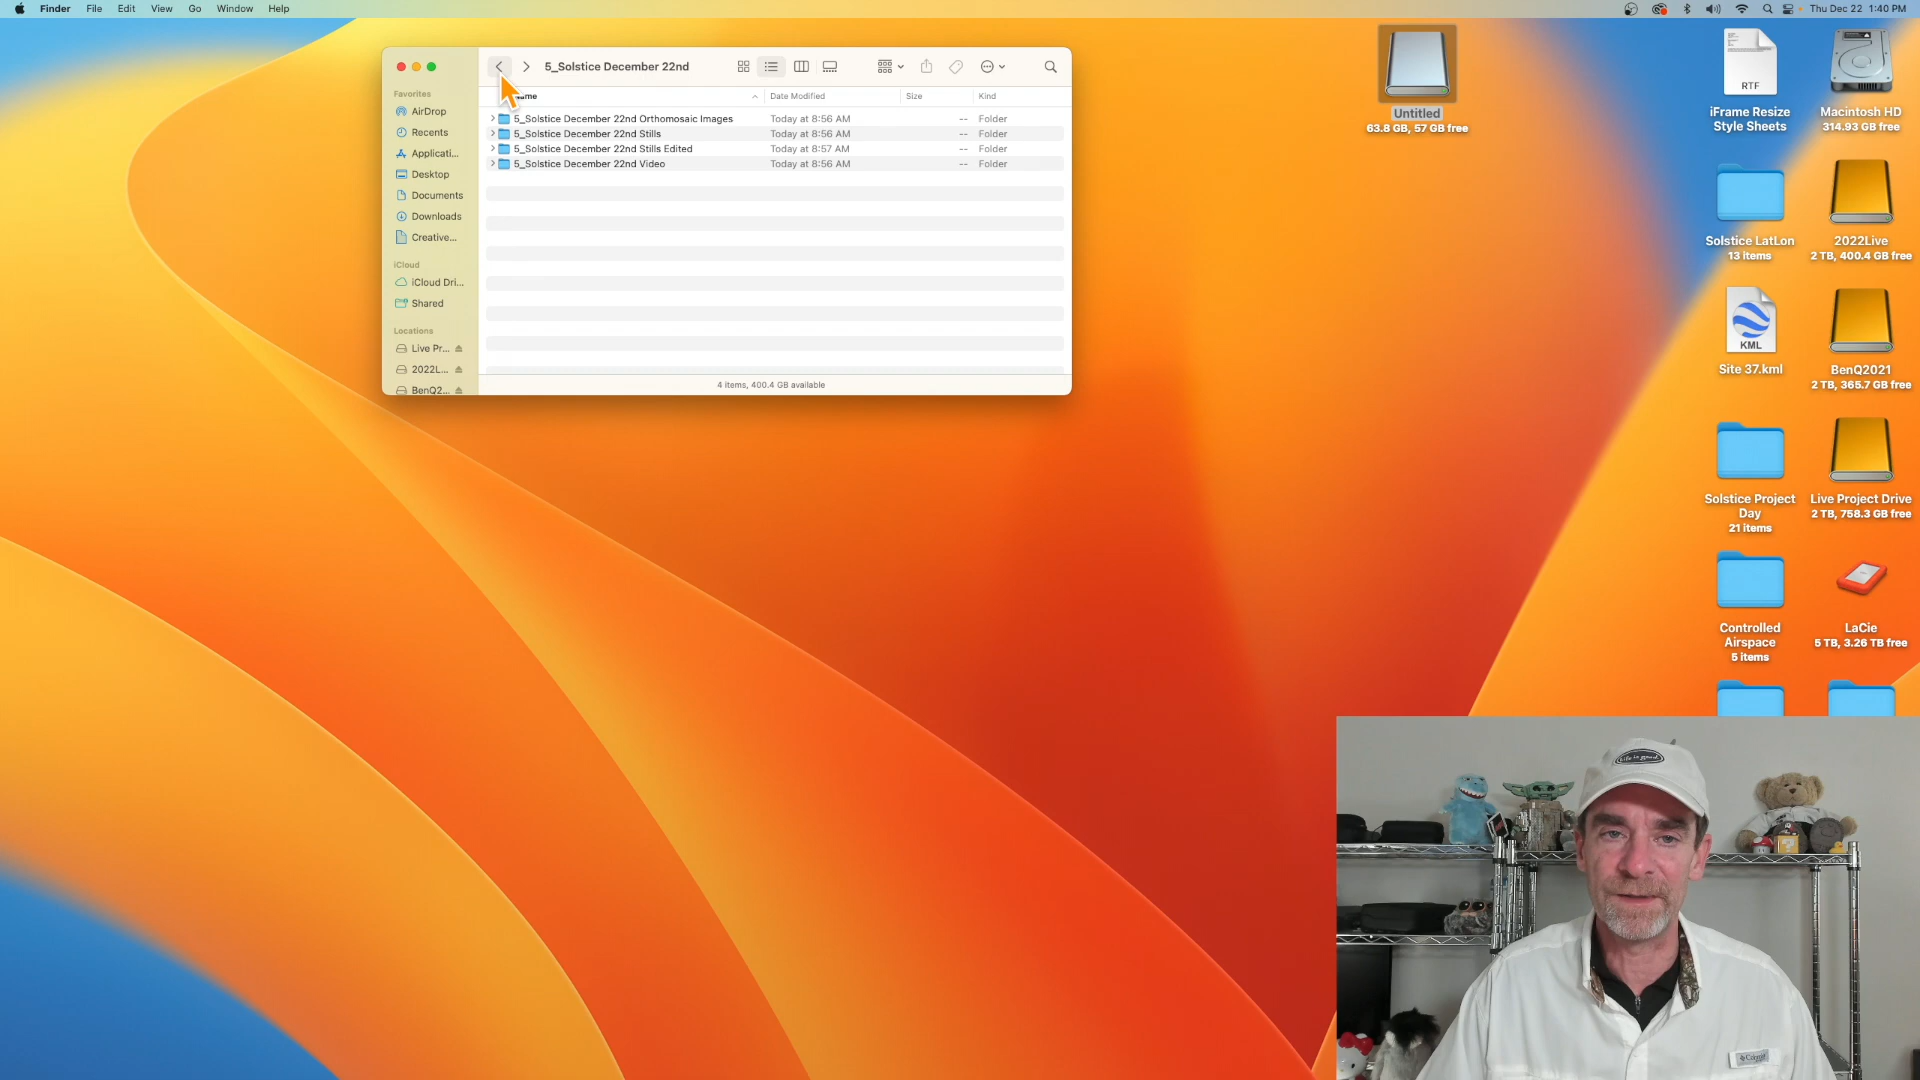 Finder File Edit View Go Window Help
Thu Dec 22 1:40 PM
5_Solstice December 22nd
Favorites
AirDrop
Recents
Applicati...
Desktop
Documents
Downloads
Creative...
iCloud
iCloud Dri...
Shared
Locations
Live Pr...
2022L...
BenQ2...
Date Modified Size Kind
5_Solstice December 22nd Orthomosaic Images Today at 8:56 AM -- Folder
5_Solstice December 22nd Stills Today at 8:56 AM -- Folder
5_Solstice December 22nd Stills Edited Today at 8:57 AM -- Folder
5_Solstice December 22nd Video Today at 8:56 AM -- Folder
4 items, 400.4 GB available
Untitled
63.8 GB, 57 GB free
RTF
iFrame Resize
Style Sheets
Macintosh HD
314.93 GB free
Solstice LatLon
13 items
2022Live
2 TB, 400.4 GB free
KML
Site 37.kml
BenQ2021
2 TB, 365.7 GB free
Solstice Project
Day
21 items
Live Project Drive
2 TB, 758.3 GB free
Controlled
Airspace
5 items
LaCie
5 TB, 3.26 TB free
Life is good